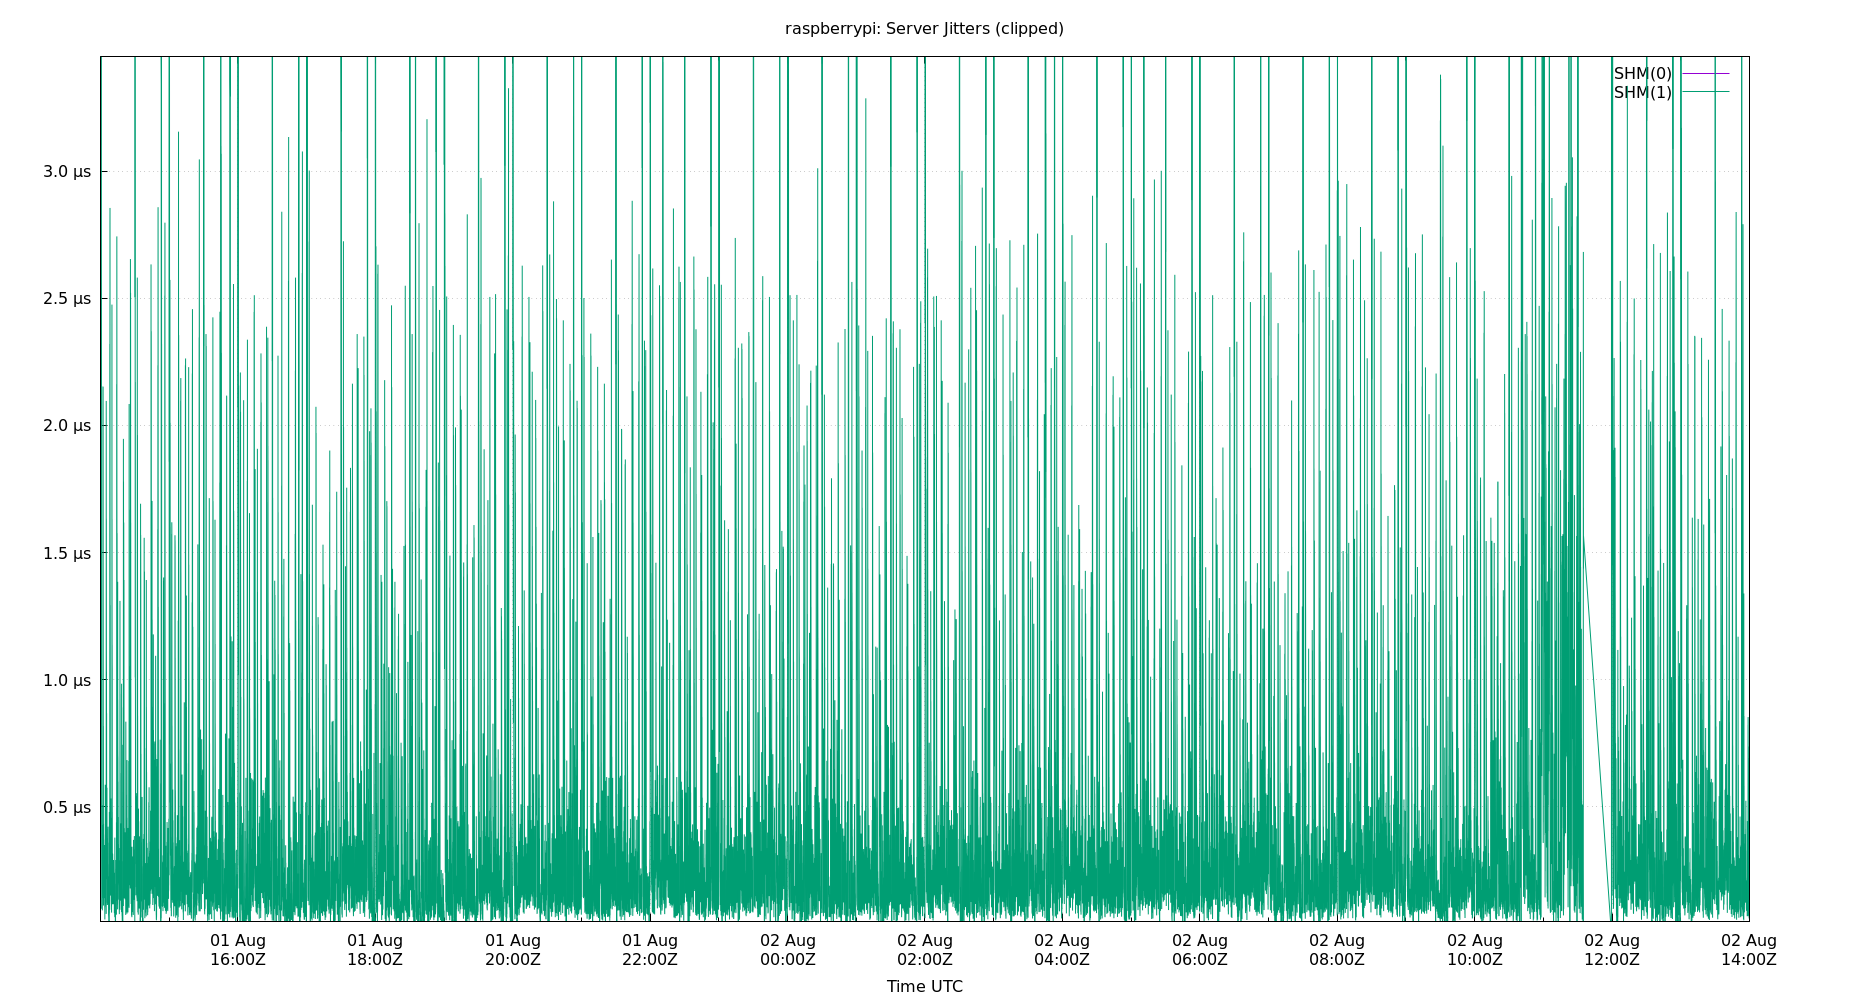 raspberrypi: Server Jitters (clipped)
SHM(0)
SHM(1)
3.0 µs
2.5 µs
2.0 µs
1.5 µs
1.0 µs
0.5 µs
01 Aug 01 Aug 01 Aug 01 Aug 02 Aug 02 Aug 02 Aug 02 Aug 02 Aug 02 Aug 02 Aug 02 Aug
16:00Z 18:00Z 20:00Z 22:00Z 00:00Z 02:00Z 04:00Z 06:00Z 08:00Z 10:00Z 12:00Z 14:00Z
Time UTC